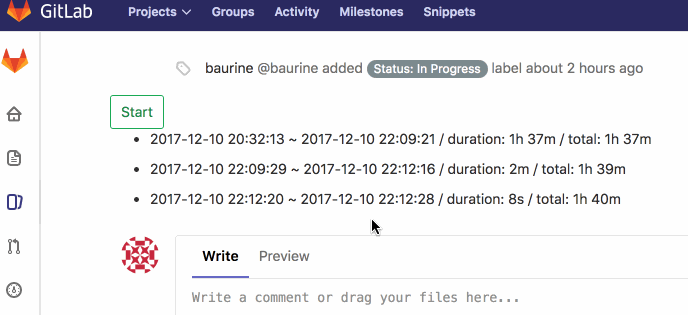 GitLab Projects Groups Activity Milestones Snippets
baurine @baurine added Status: In Progress label about 2 hours ago
Start
• 2017-12-10 20:32:13 ~ 2017-12-10 22:09:21 / duration: 1h 37m / total: 1h 37m
• 2017-12-10 22:09:29 ~ 2017-12-10 22:12:16 / duration: 2m / total: 1h 39m
• 2017-12-10 22:12:20 ~ 2017-12-10 22:12:28 / duration: 8s / total: 1h 40m
Write Preview
Write a comment or drag your files here...